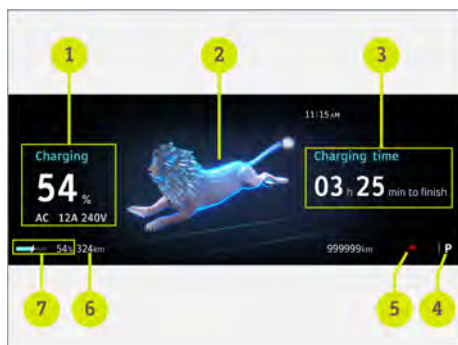 1
2
3
11:15 AM
Charging
54 %
AC 12A 240V
Charging time
03 h 25 min to finish
54% 324km
999999km
P
7
6
5
4